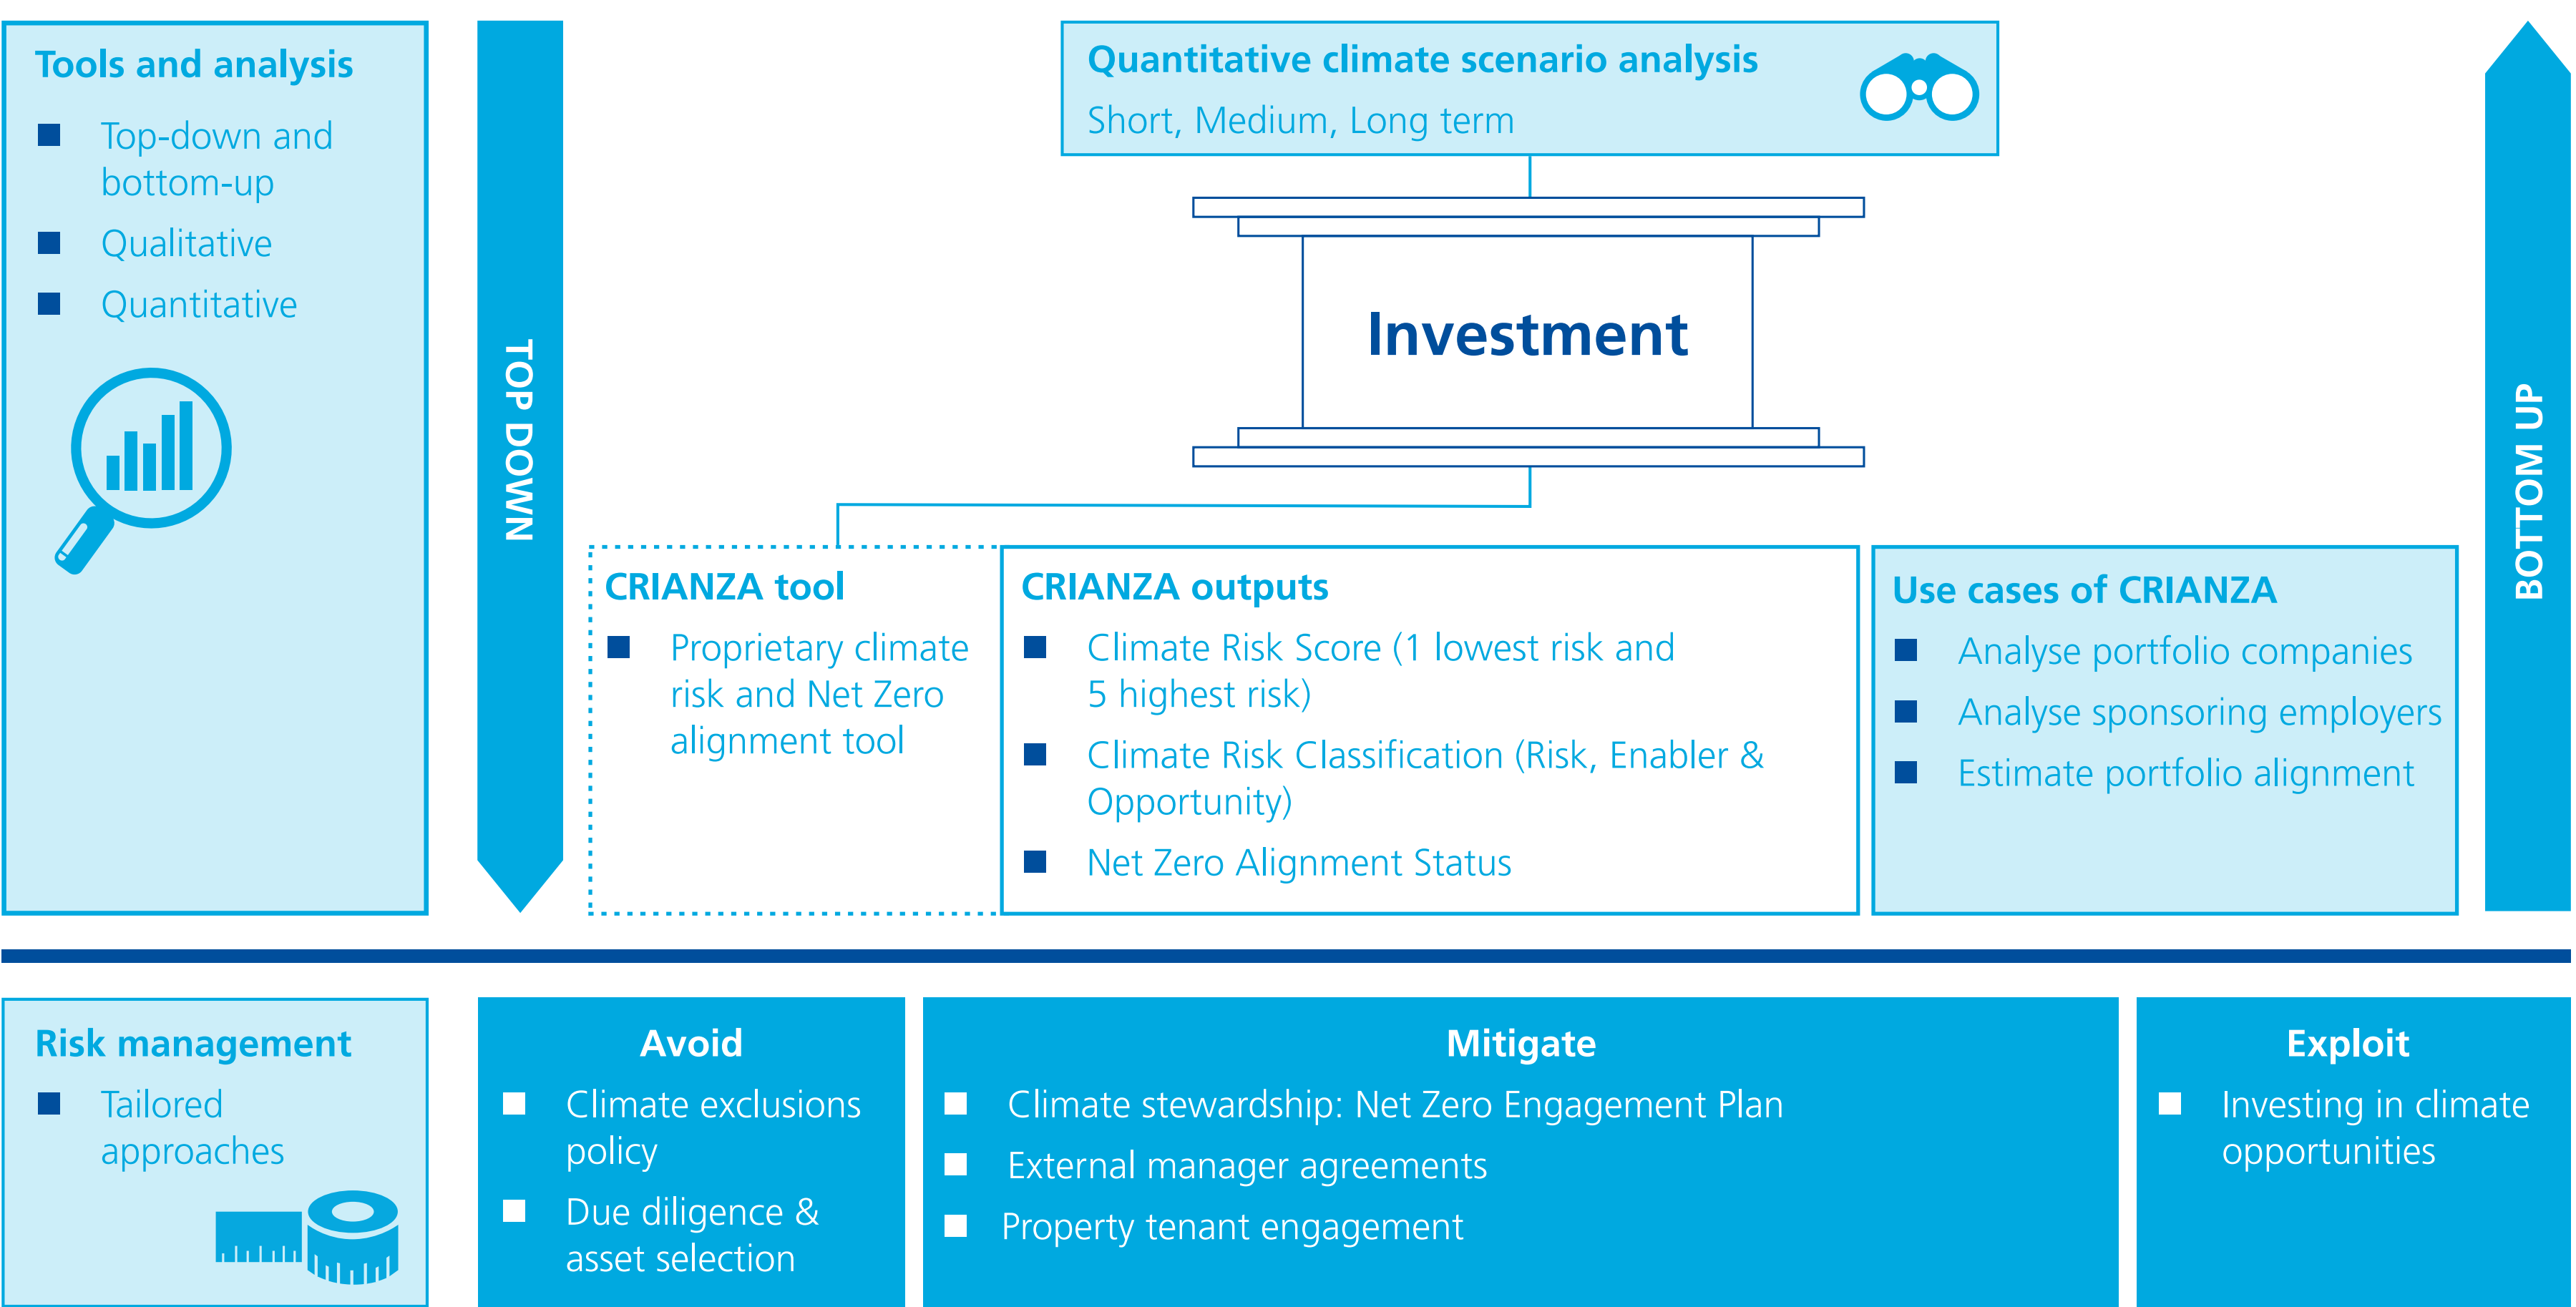 Tools and analysis
Top-down and
bottom-up
Qualitative
Quantitative
TOP DOWN
Quantitative climate scenario analysis
Short, Medium, Long term
Investment
CRIANZA tool
Proprietary climate
risk and Net Zero
alignment tool
CRIANZA outputs
Climate Risk Score (1 lowest risk and
5 highest risk)
Climate Risk Classification (Risk, Enabler &
Opportunity)
Net Zero Alignment Status
Use cases of CRIANZA
Analyse portfolio companies
Analyse sponsoring employers
Estimate portfolio alignment
BOTTOM UP
Risk management
Tailored
approaches
Avoid
Climate exclusions
policy
Due diligence &
asset selection
Mitigate
Climate stewardship: Net Zero Engagement Plan
External manager agreements
Property tenant engagement
Exploit
Investing in climate
opportunities